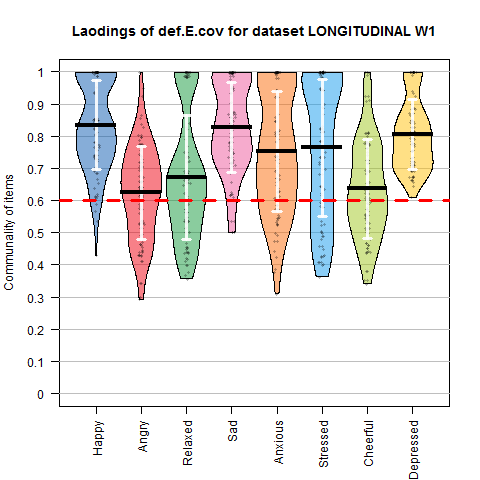 Laodings of def.E.cov for dataset LONGITUDINAL W1
Communality of items
1
0.9
0.8
0.7
0.6
0.5
0.4
0.3
0.2
0.1
0
Happy
Angry
Relaxed
Sad
Anxious
Stressed
Cheerful
Depressed